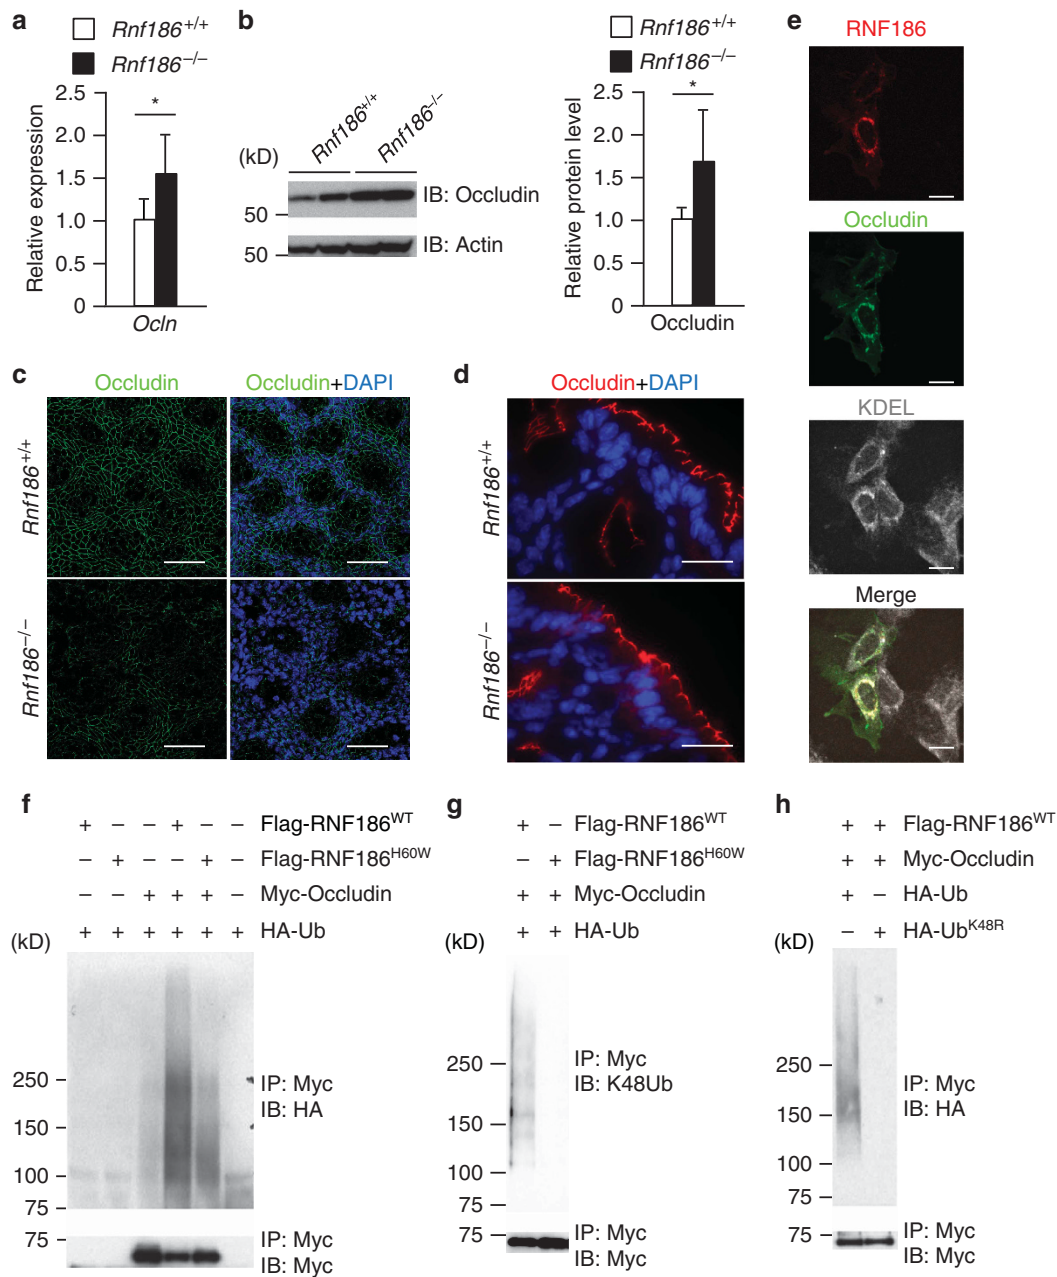 a
Rnf186+/+
Rnf186−/−
Relative expression
2.5
2.0
1.5
1.0
0.5
0
*
Ocln
b
(kD)
Rnf186+/+
Rnf186−/−
50
IB: Occludin
50
IB: Actin
Rnf186+/+
Rnf186−/−
Relative protein level
2.5
2.0
1.5
1.0
0.5
0
*
Occludin
c
Occludin
Occludin+DAPI
Rnf186+/+
Rnf186−/−
d
Occludin+DAPI
Rnf186+/+
Rnf186−/−
e
RNF186
Occludin
KDEL
Merge
f
+ − − + − − Flag-RNF186WT
− + − − + − Flag-RNF186H60W
− − + + + − Myc-Occludin
+ + + + + + HA-Ub
(kD)
250
150
100
75
IP: Myc
IB: HA
75
IP: Myc
IB: Myc
g
+ − Flag-RNF186WT
− + Flag-RNF186H60W
+ + Myc-Occludin
+ + HA-Ub
(kD)
250
150
100
75
IP: Myc
IB: K48Ub
75
IP: Myc
IB: Myc
h
+ + Flag-RNF186WT
+ + Myc-Occludin
+ − HA-Ub
− + HA-UbK48R
(kD)
250
150
100
75
IP: Myc
IB: HA
75
IP: Myc
IB: Myc